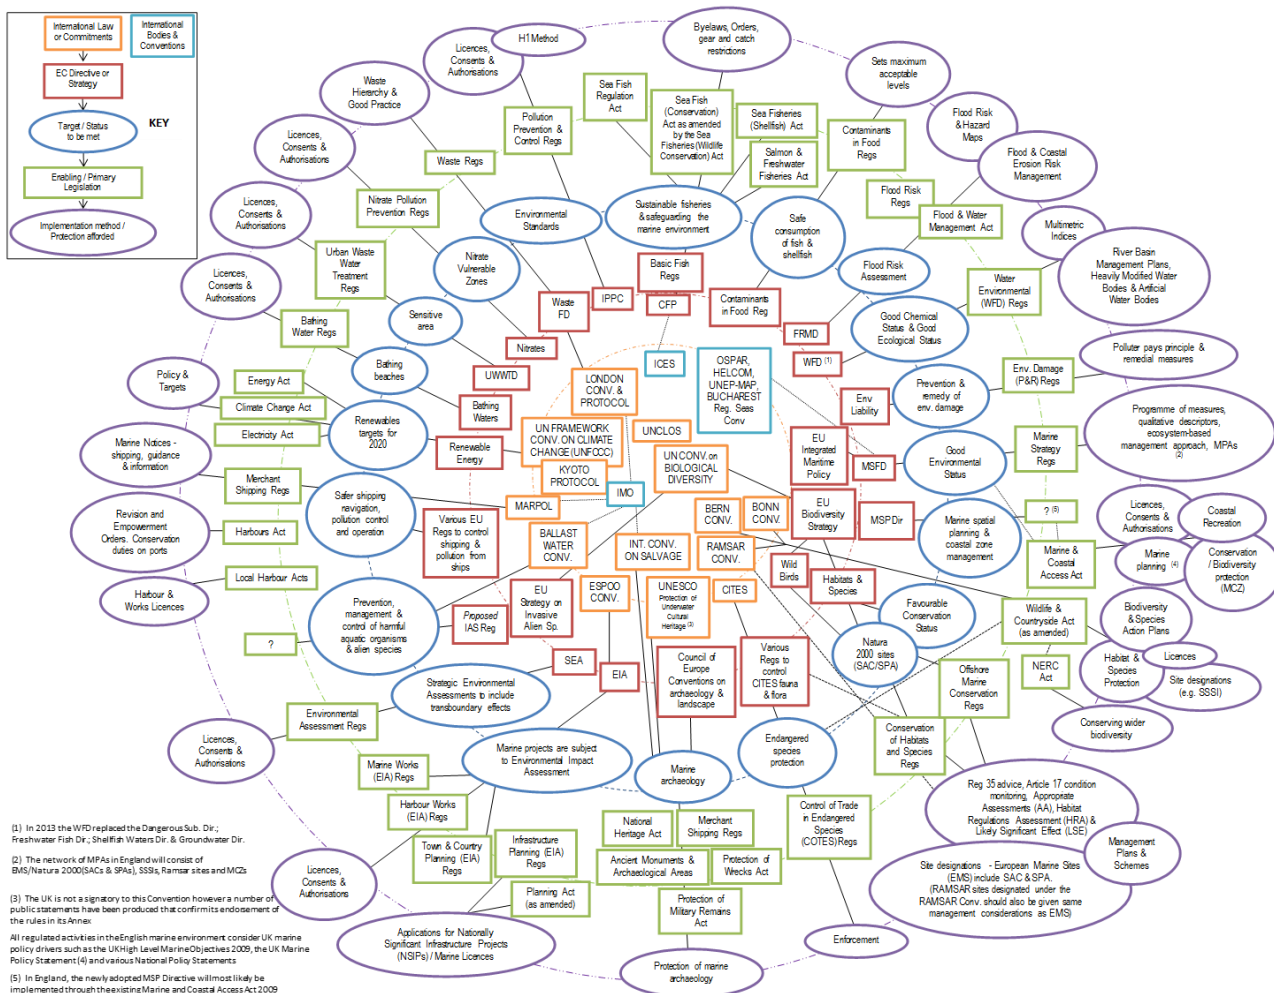 International Law
or Commitments
International
Bodies &
Conventions
EC Directive or
Strategy
Target / Status
to be met
KEY
Enabling / Primary
Legislation
Implementation method /
Protection afforded
H1 Method
Byelaws, Orders,
gear and catch
restrictions
Licences,
Consents &
Authorisations
Sets maximum
acceptable
levels
Waste
Hierarchy &
Good Practice
Sea Fish
Regulation
Act
Sea Fish
(Conservation)
Act as amended
by the Sea
Fisheries (Wildlife
Conservation) Act
Sea Fisheries
(Shellfish) Act
Salmon &
Freshwater
Fisheries Act
Pollution
Prevention &
Control Regs
Contaminants
in Food
Regs
Flood Risk
& Hazard
Maps
Licences,
Consents &
Authorisations
Waste Regs
Flood & Coastal
Erosion Risk
Management
Flood Risk
Regs
Nitrate Pollution
Prevention Regs
Flood & Water
Management Act
Licences,
Consents &
Authorisations
Environmental
Standards
Sustainable fisheries
& safeguarding the
marine environment
Safe
consumption
of fish &
shellfish
Multimetric
Indices
Urban Waste
Water
Treatment
Regs
Nitrate
Vulnerable
Zones
Basic Fish
Regs
Flood Risk
Assessment
River Basin
Management Plans,
Heavily Modified Water
Bodies & Artificial
Water Bodies
Water
Environmental
(WFD) Regs
Licences,
Consents &
Authorisations
Waste
FD
IPPC
CFP
Contaminants
in Food Reg
Good Chemical
Status & Good
Ecological Status
Bathing
Water Regs
Sensitive
area
Nitrates
FRMD
WFD (1)
Polluter pays principle &
remedial measures
Policy &
Targets
Energy Act
Bathing
beaches
UWWTD
ICES
OSPAR,
HELCOM,
UNEP-MAP,
BUCHAREST
Reg. Seas
Conv
Env. Damage
(P&R) Regs
Climate Change Act
LONDON
CONV. &
PROTOCOL
Env
Liability
Prevention &
remedy of
env. damage
Electricity Act
Renewables
targets for
2020
Bathing
Waters
UNCLOS
Programme of measures,
qualitative descriptors,
ecosystem-based
management approach, MPAs
(2)
Marine Notices -
shipping, guidance
& information
Renewable
Energy
UN FRAMEWORK
CONV. ON CLIMATE
CHANGE (UNFCCC)
KYOTO
PROTOCOL
UN CONV. on
BIOLOGICAL
DIVERSITY
EU
Integrated
Maritime
Policy
MSFD
Good
Environmental
Status
Marine
Strategy
Regs
Merchant
Shipping Regs
Safer shipping
navigation,
pollution control
and operation
MARPOL
IMO
EU
Biodiversity
Strategy
MSP Dir
Marine spatial
planning &
coastal zone
management
? (5)
Licences,
Consents &
Authorisations
Coastal
Recreation
Revision and
Empowerment
Orders. Conservation
duties on ports
Harbours Act
Various EU
Regs to control
shipping &
pollution from
ships
BALLAST
WATER
CONV.
INT. CONV.
ON SALVAGE
BERN
CONV.
BONN
CONV.
RAMSAR
CONV.
Marine &
Coastal
Access Act
Marine
planning (4)
Conservation
/ Biodiversity
protection
(MCZ)
Local Harbour Acts
Harbour &
Works Licences
Prevention,
management &
control of harmful
aquatic organisms
& alien species
Proposed
IAS Reg
EU
Strategy on
Invasive
Alien Sp.
ESPOO
CONV.
UNESCO
Protection of
Underwater
Cultural
Heritage (3)
CITES
Wild
Birds
Habitats &
Species
Favourable
Conservation
Status
Wildlife &
Countryside Act
(as amended)
Biodiversity
& Species
Action Plans
?
SEA
EIA
Council of
Europe
Conventions on
archaeology &
landscape
Various
Regs to
control
CITES fauna
& flora
Natura
2000 sites
(SAC/SPA)
NERC
Act
Habitat &
Species
Protection
Licences
Site designations
(e.g. SSSI)
Strategic Environmental
Assessments to include
transboundary effects
Offshore
Marine
Conservation
Regs
Conserving wider
biodiversity
Environmental
Assessment Regs
Licences,
Consents &
Authorisations
Marine projects are subject
to Environmental Impact
Assessment
Marine
archaeology
Endangered
species
protection
Conservation
of Habitats
and Species
Regs
Marine Works
(EIA) Regs
Harbour Works
(EIA) Regs
Reg 35 advice, Article 17 condition
monitoring, Appropriate
Assessments (AA), Habitat
Regulations Assessment (HRA) &
Likely Significant Effect (LSE)
National
Heritage Act
Merchant
Shipping Regs
Control of Trade
in Endangered
Species
(COTES) Regs
Town & Country
Planning (EIA)
Regs
Infrastructure
Planning (EIA)
Regs
Ancient Monuments &
Archaeological Areas
Protection of
Wrecks Act
Management
Plans &
Schemes
Licences,
Consents &
Authorisations
Planning Act
(as amended)
Protection of
Military Remains
Act
Site designations - European Marine Sites
(EMS) include SAC & SPA.
(RAMSAR sites designated under the
RAMSAR Conv. should also be given same
management considerations as EMS)
Applications for Nationally
Significant Infrastructure Projects
(NSIPs) / Marine Licences
Enforcement
Protection of marine
archaeology
(1) In 2013 the WFD replaced the Dangerous Sub. Dir.;
Freshwater Fish Dir.; Shellfish Waters Dir. & Groundwater Dir.
(2) The network of MPAs in England will consist of
EMS/Natura 2000(SACs & SPAs), SSSIs, Ramsar sites and MCZs
(3) The UK is not a signatory to this Convention however a number of
public statements have been produced that confirm its endorsement of
the rules in its Annex
All regulated activities in the English marine environment consider UK marine
policy drivers such as the UK High Level Marine Objectives 2009, the UK Marine
Policy Statement (4) and various National Policy Statements
(5) In England, the newly adopted MSP Directive will most likely be
implemented through the existing Marine and Coastal Access Act 2009